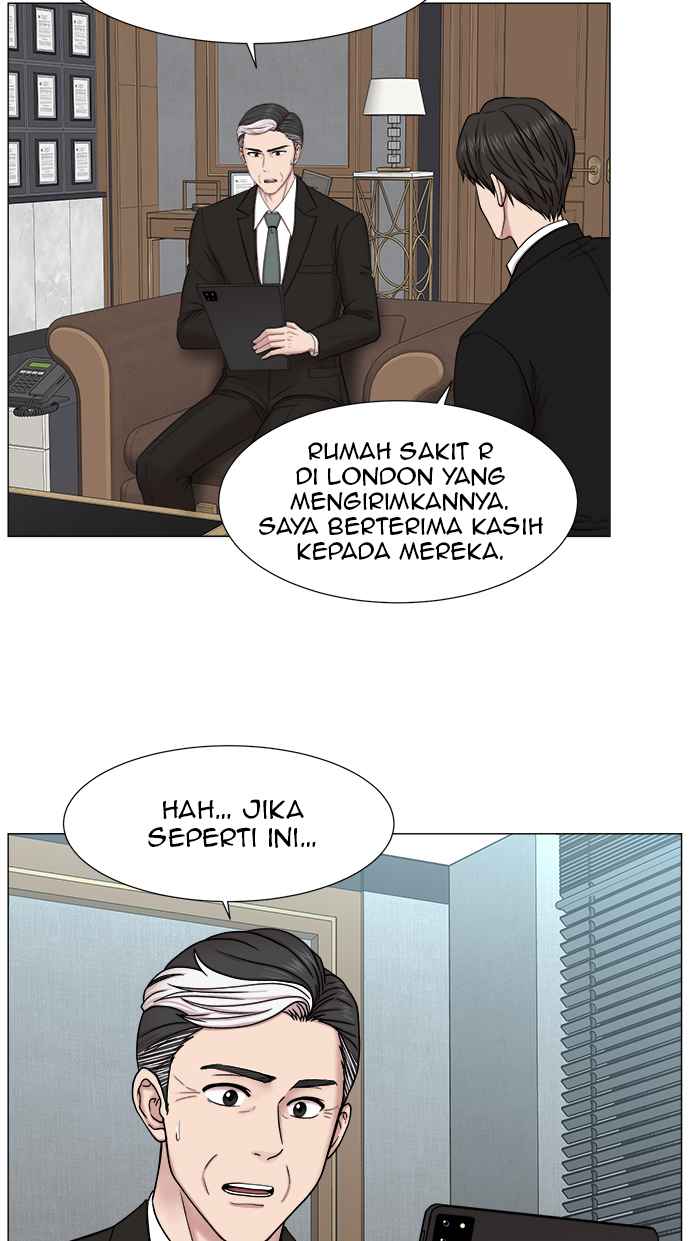 RUMAH SAKIT R
DI LONDON YANG
MENGIRIMKANNYA.
SAYA BERTERIMA KASIH
KEPADA MEREKA.
HAH... JIKA
SEPERTI INI...